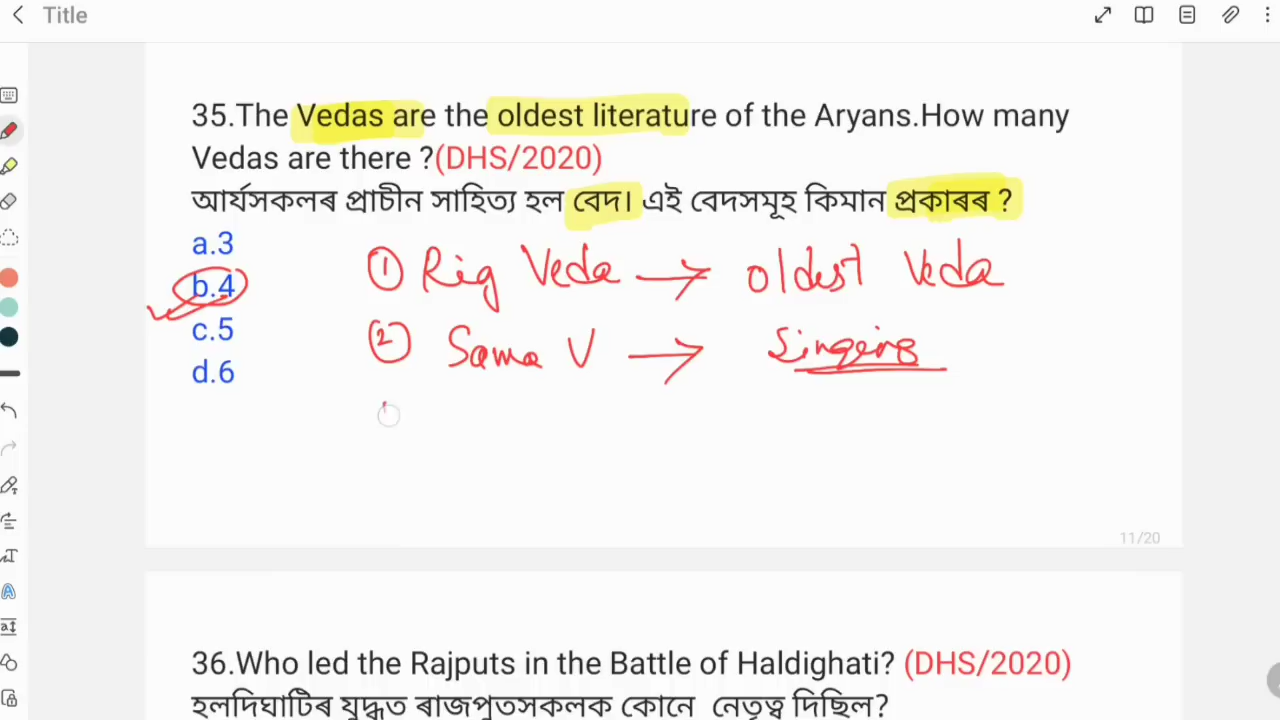 Title
35.The Vedas are the oldest literature of the Aryans.How many
Vedas are there ?(DHS/2020)
আৰ্যসকলৰ প্ৰাচীন সাহিত্য হল বেদ। এই বেদসমূহ কিমান প্ৰকাৰৰ ?
a.3
b.4
c.5
d.6
① Rig Veda → oldest Veda
② Sama V → Singing
11/20
36.Who led the Rajputs in the Battle of Haldighati? (DHS/2020)
হলদিঘাটিৰ যুদ্ধত ৰাজপুতসকলক কোনে নেতৃত্ব দিছিল?